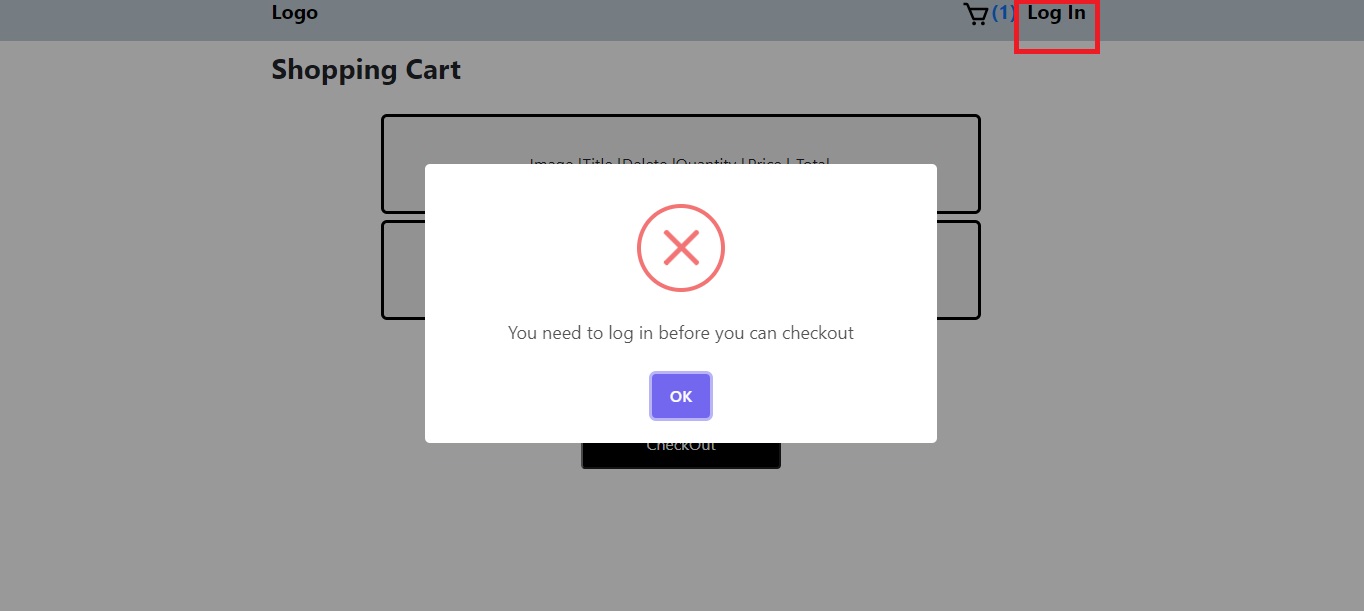 Logo
(1) Log In
Shopping Cart
Image |Title |Delete |Quantity | Price | Total
You need to log in before you can checkout
OK
CheckOut